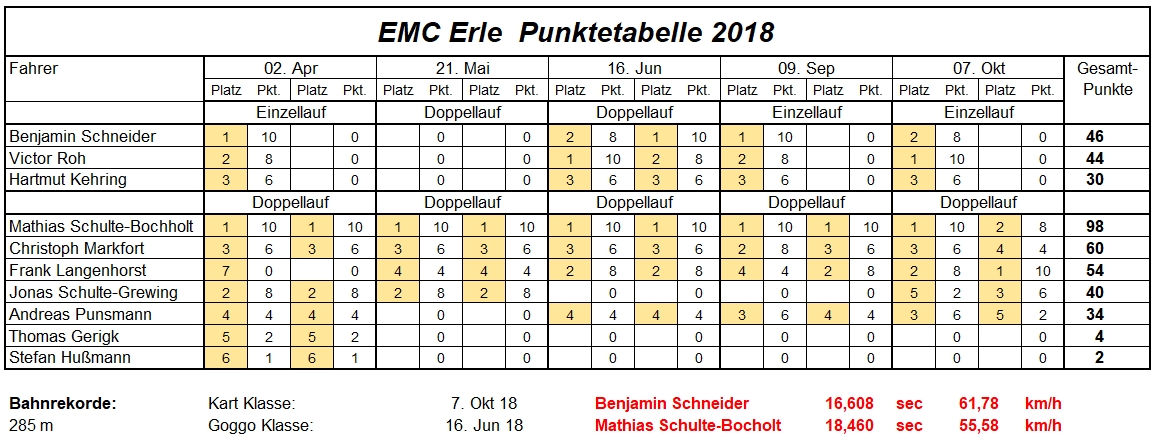 EMC Erle Punktetabelle 2018
Fahrer 02. Apr 21. Mai 16. Jun 09. Sep 07. Okt Gesamt-Punkte
Platz Pkt. Platz Pkt. Platz Pkt. Platz Pkt. Platz Pkt. Platz Pkt. Platz Pkt. Platz Pkt. Platz Pkt. Platz Pkt.
Einzellauf Doppellauf Doppellauf Einzellauf Einzellauf
Benjamin Schneider 1 10 0 0 0 2 8 1 10 1 10 0 2 8 0 46
Victor Roh 2 8 0 0 0 1 10 2 8 2 8 0 1 10 0 44
Hartmut Kehring 3 6 0 0 0 3 6 3 6 3 6 0 3 6 0 30
Doppellauf Doppellauf Doppellauf Doppellauf Doppellauf
Mathias Schulte-Bochholt 1 10 1 10 1 10 1 10 1 10 1 10 1 10 1 10 1 10 2 8 98
Christoph Markfort 3 6 3 6 3 6 3 6 3 6 3 6 2 8 3 6 3 6 4 4 60
Frank Langenhorst 7 0 0 4 4 4 4 2 8 2 8 4 4 2 8 2 8 1 10 54
Jonas Schulte-Grewing 2 8 2 8 2 8 2 8 0 0 0 0 5 2 3 6 40
Andreas Punsmann 4 4 4 4 0 0 4 4 4 4 3 6 4 4 3 6 5 2 34
Thomas Gerigk 5 2 5 2 0 0 0 0 0 0 0 0 4
Stefan Hußmann 6 1 6 1 0 0 0 0 0 0 0 0 2
Bahnrekorde: Kart Klasse: 7. Okt 18 Benjamin Schneider 16,608 sec 61,78 km/h
285 m Goggo Klasse: 16. Jun 18 Mathias Schulte-Bocholt 18,460 sec 55,58 km/h